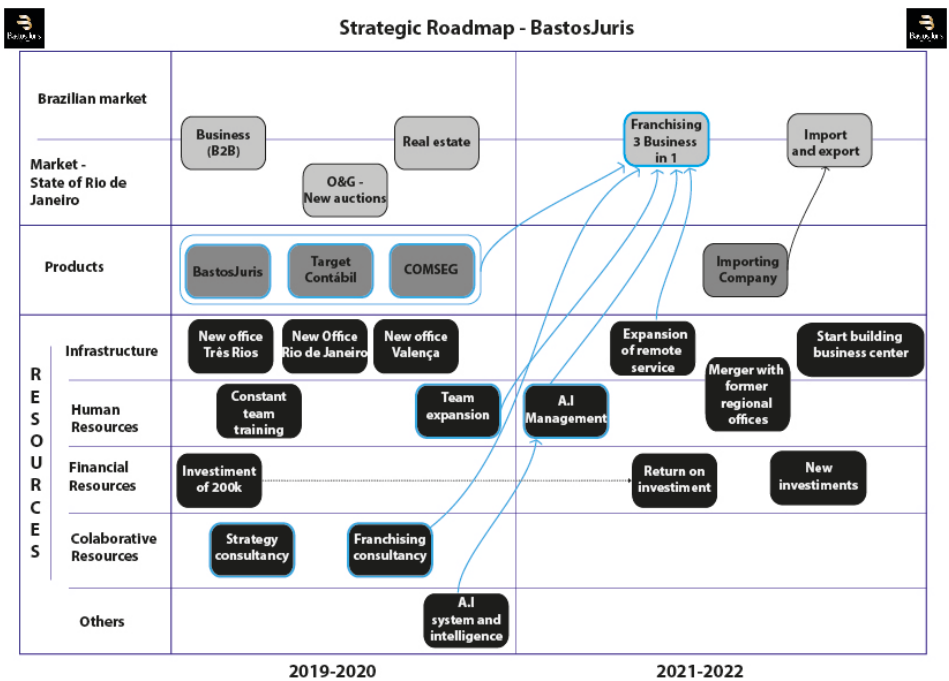 Strategic Roadmap - BastosJuris
BastosJuris
BastosJuris
Brazilian market
Market -
State of Rio de
Janeiro
Business
(B2B)
O&G -
New auctions
Real estate
Franchising
3 Business
in 1
Import
and export
Products
BastosJuris
Target
Contábil
COMSEG
Importing
Company
RESOURCES
Infrastructure
New office
Três Rios
New Office
Rio de Janeiro
New office
Valença
Expansion
of remote
service
Start building
business center
Merger with
former
regional
offices
Human
Resources
Constant
team
training
Team
expansion
A.I
Management
Financial
Resources
Investiment
of 200k
Return on
investiment
New
investiments
Colaborative
Resources
Strategy
consultancy
Franchising
consultancy
Others
A.I
system and
intelligence
2019-2020
2021-2022